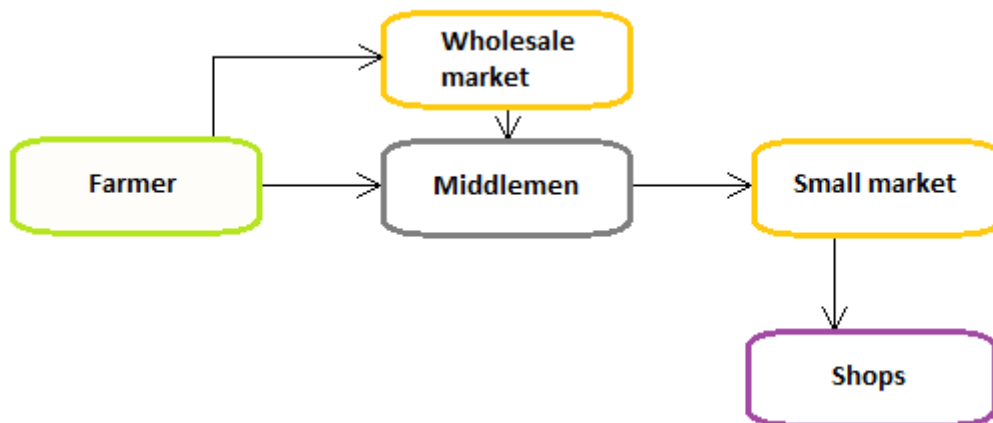 Wholesale
market
Farmer
Middlemen
Small market
Shops